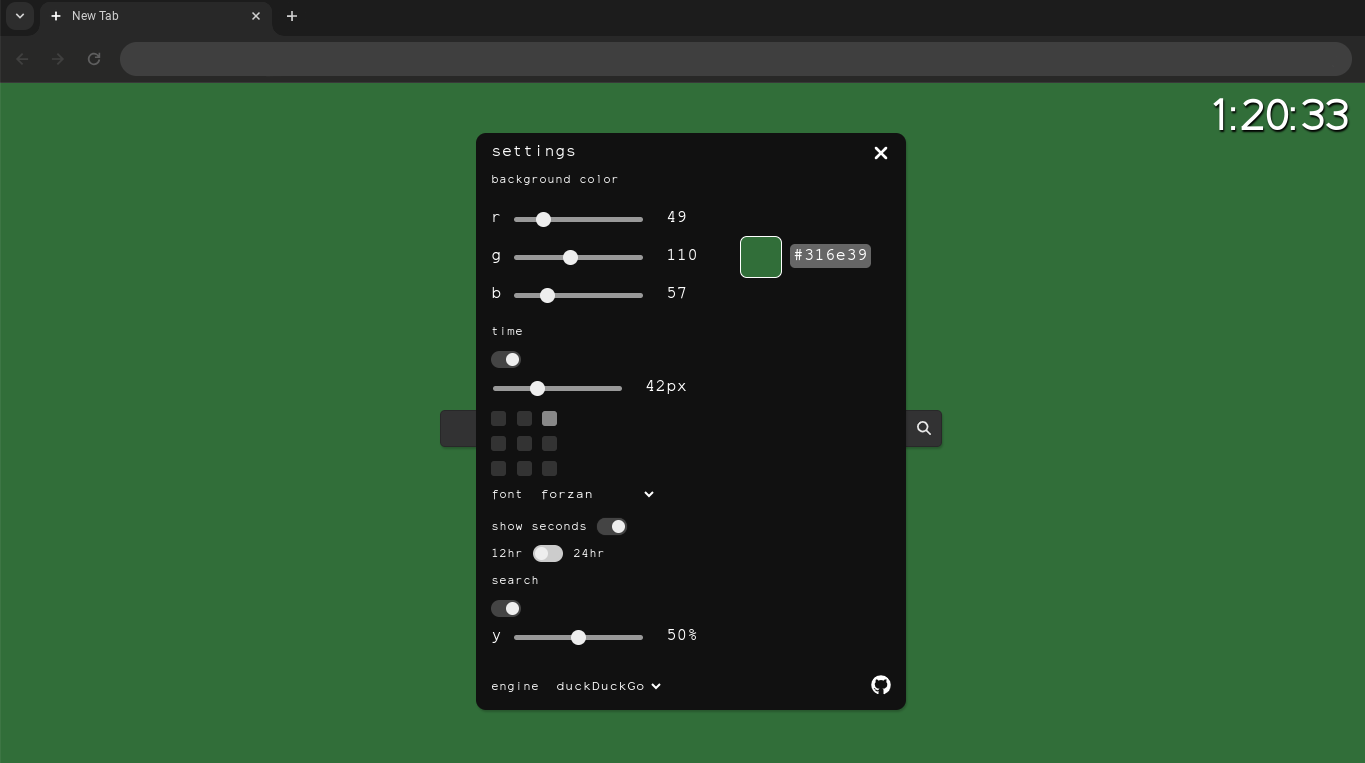 New Tab
1:20:33
settings
background color
r 49
g 110 #316e39
b 57
time
42px
font forzan
show seconds
12hr 24hr
search
y 50%
engine duckDuckGo